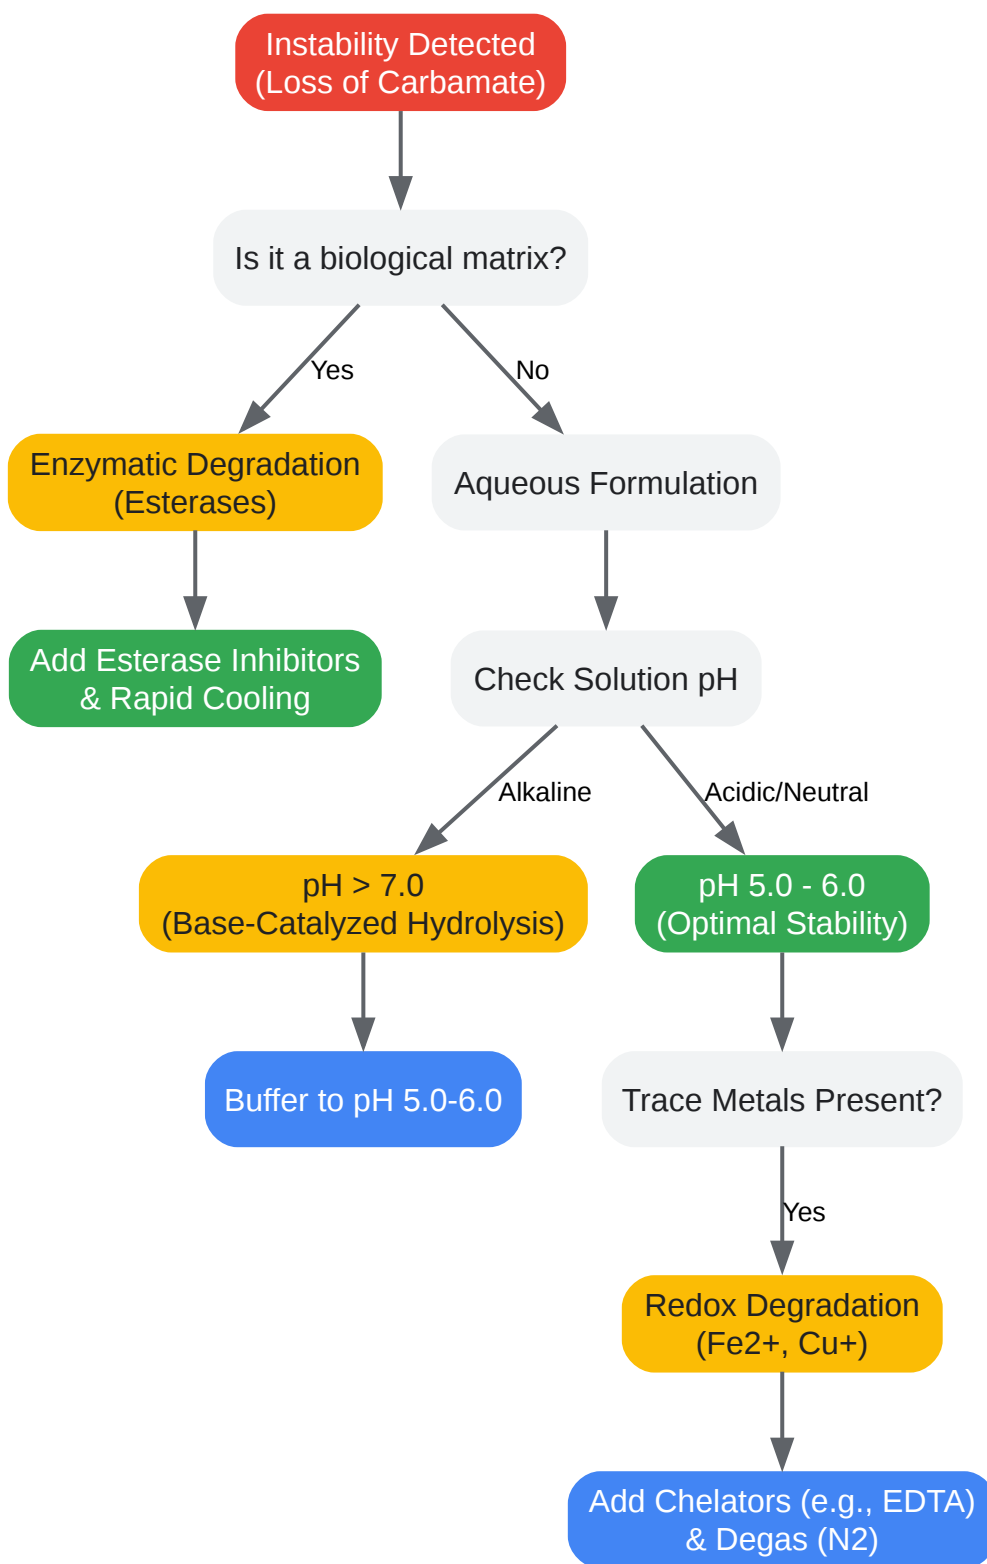 Instability Detected
(Loss of Carbamate)
Is it a biological matrix?
Yes
No
Enzymatic Degradation
(Esterases)
Aqueous Formulation
Add Esterase Inhibitors
& Rapid Cooling
Check Solution pH
Alkaline
Acidic/Neutral
pH > 7.0
(Base-Catalyzed Hydrolysis)
pH 5.0 - 6.0
(Optimal Stability)
Buffer to pH 5.0-6.0
Trace Metals Present?
Yes
Redox Degradation
(Fe2+, Cu+)
Add Chelators (e.g., EDTA)
& Degas (N2)